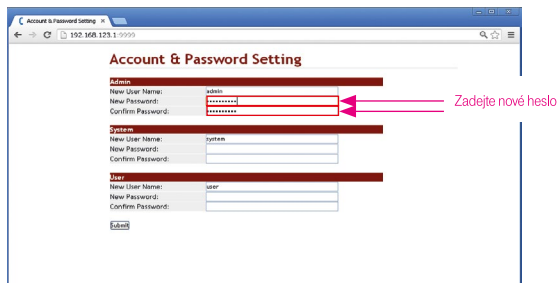 Account & Password Setting
192.168.123.1:9999
Account & Password Setting
Admin
New User Name: admin
New Password: ••••••••••
Confirm Password: ••••••••••
Zadejte nové heslo
System
New User Name: system
New Password:
Confirm Password:
User
New User Name: user
New Password:
Confirm Password:
Submit